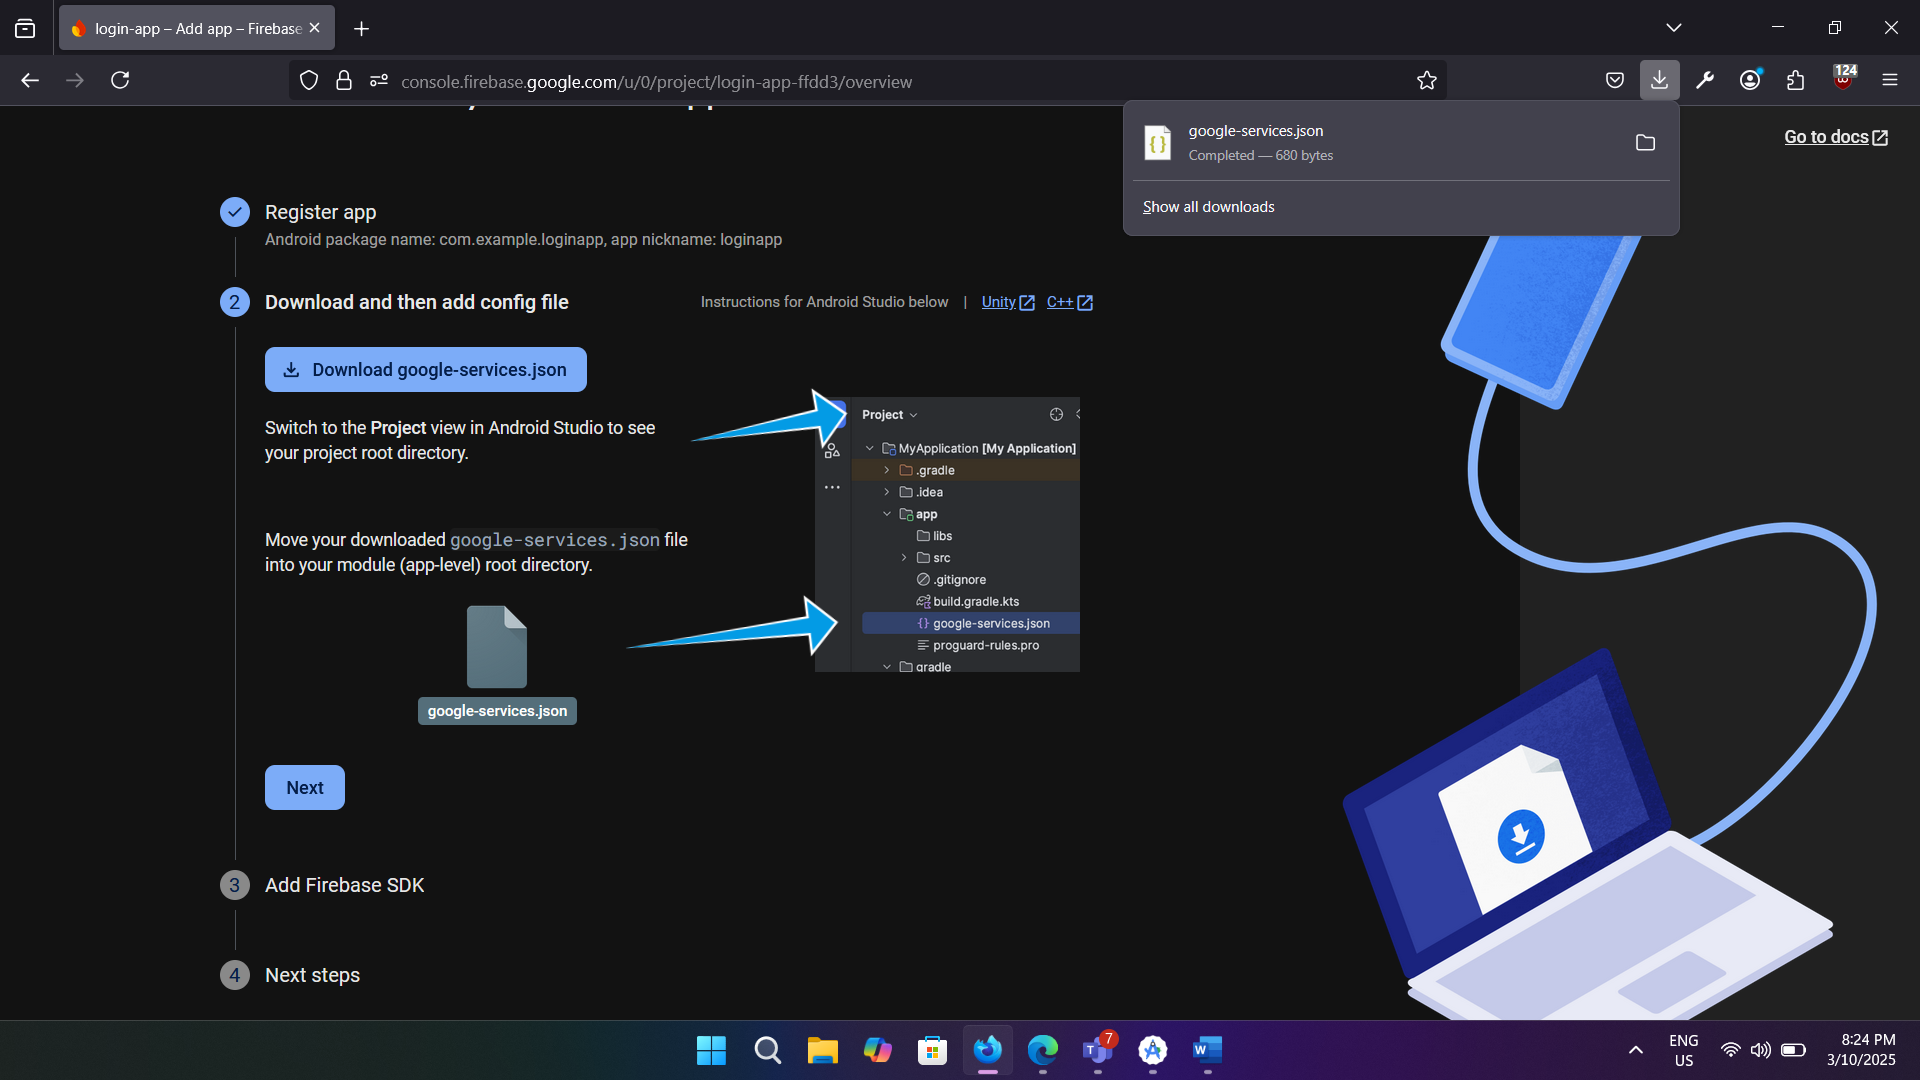 login-app – Add app – Firebase
console.firebase.google.com/u/0/project/login-app-ffdd3/overview
124
google-services.json
Completed — 680 bytes
Show all downloads
Go to docs
Register app
Android package name: com.example.loginapp, app nickname: loginapp
2
Download and then add config file
Instructions for Android Studio below | Unity C++
Download google-services.json
Switch to the Project view in Android Studio to see
your project root directory.
Move your downloaded google-services.json file
into your module (app-level) root directory.
google-services.json
Project
MyApplication [My Application]
.gradle
.idea
app
libs
src
.gitignore
build.gradle.kts
{} google-services.json
proguard-rules.pro
gradle
Next
3
Add Firebase SDK
4
Next steps
7
ENG
US
8:24 PM
3/10/2025